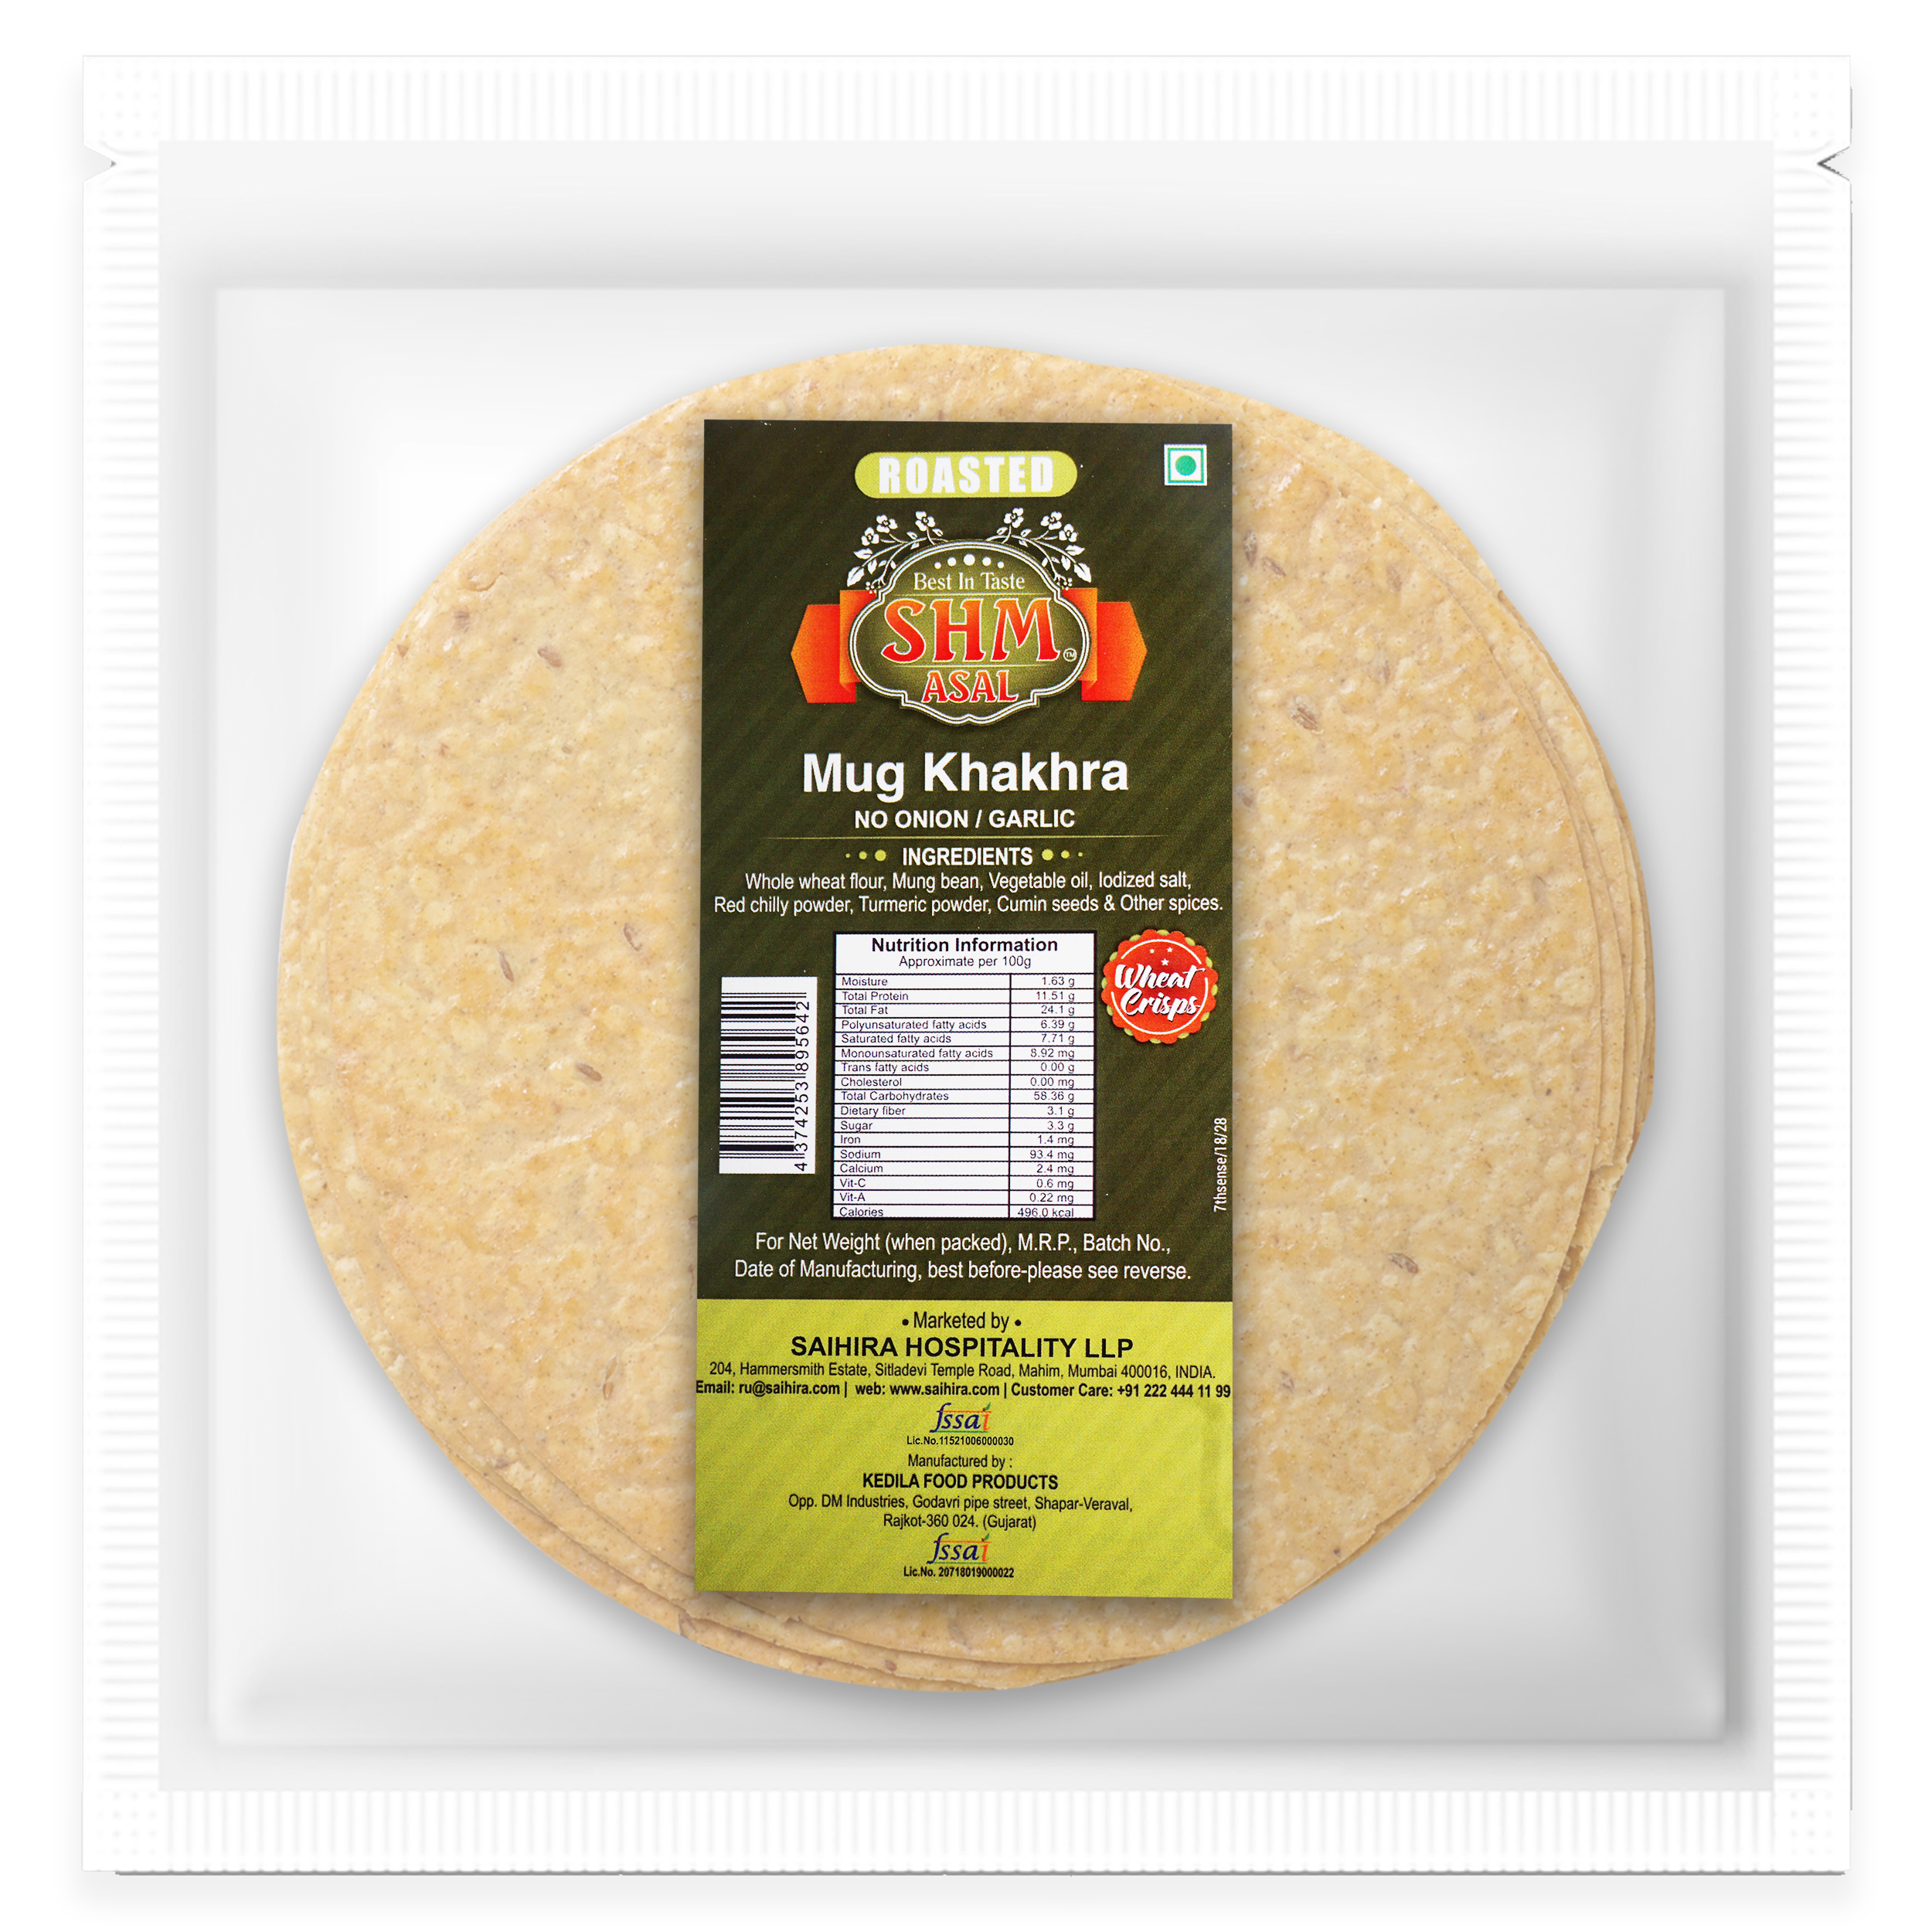 ROASTED
Best In Taste
SHM
TM
ASAL
Mug Khakhra
NO ONION / GARLIC
INGREDIENTS
Whole wheat flour, Mung bean, Vegetable oil, Iodized salt,
Red chilly powder, Turmeric powder, Cumin seeds & Other spices.
Nutrition Information
Approximate per 100g
Moisture 1.63 g
Total Protein 11.51 g
Total Fat 24.1 g
Polyunsaturated fatty acids 6.39 g
Saturated fatty acids 7.71 g
Monounsaturated fatty acids 8.92 mg
Trans fatty acids 0.00 g
Cholesterol 0.00 mg
Total Carbohydrates 58.36 g
Dietary fiber 3.1 g
Sugar 3.3 g
Iron 1.4 mg
Sodium 93.4 mg
Calcium 2.4 mg
Vit-C 0.6 mg
Vit-A 0.22 mg
Calories 496.0 kcal
Wheat
Crisps
4 374253 895642
7thsense/18/28
For Net Weight (when packed), M.R.P., Batch No.,
Date of Manufacturing, best before-please see reverse.
• Marketed by •
SAIHIRA HOSPITALITY LLP
204, Hammersmith Estate, Sitladevi Temple Road, Mahim, Mumbai 400016, INDIA.
Email: ru@saihira.com | web: www.saihira.com | Customer Care: +91 222 444 11 99
fssai
Lic.No.11521006000030
Manufactured by :
KEDILA FOOD PRODUCTS
Opp. DM Industries, Godavri pipe street, Shapar-Veraval,
Rajkot-360 024. (Gujarat)
fssai
Lic.No. 20718019000022